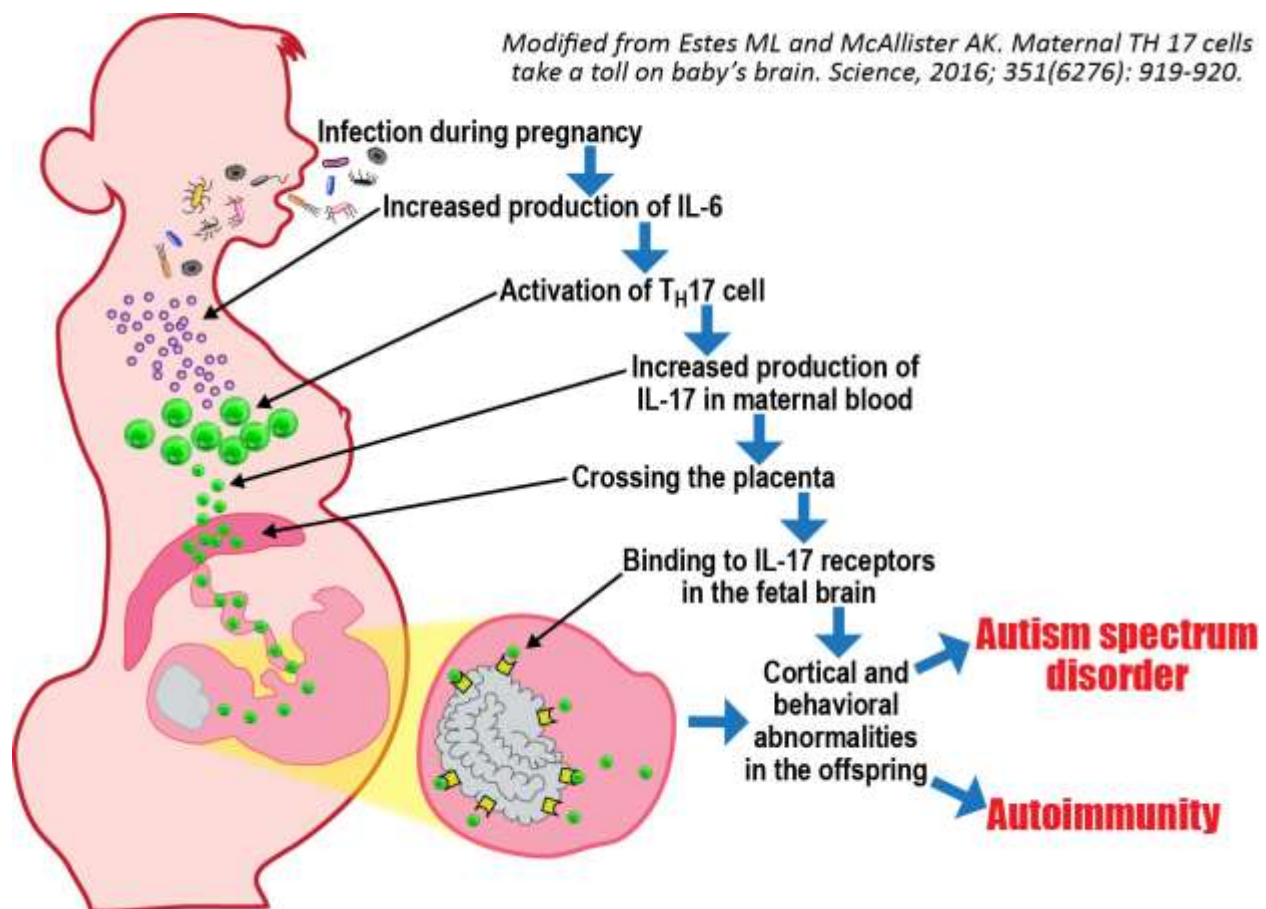 Modified from Estes ML and McAllister AK. Maternal TH 17 cells
take a toll on baby's brain. Science, 2016; 351(6276): 919-920.
Infection during pregnancy
Increased production of IL-6
Activation of TH17 cell
Increased production of
IL-17 in maternal blood
Crossing the placenta
Binding to IL-17 receptors
in the fetal brain
Cortical and
behavioral
abnormalities
in the offspring
Autism spectrum
disorder
Autoimmunity